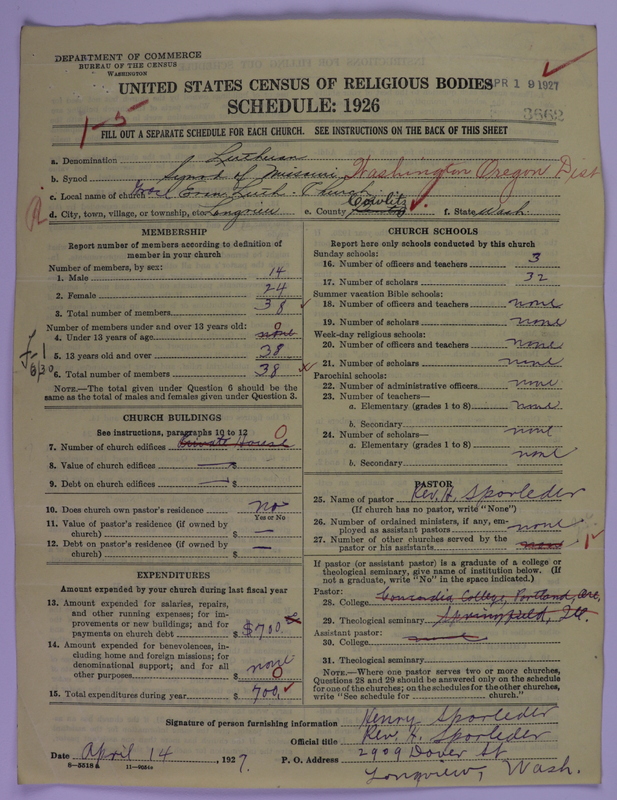 DEPARTMENT OF COMMERCE
BUREAU OF THE CENSUS
WASHINGTON
APR 19 1927
UNITED STATES CENSUS OF RELIGIOUS BODIES
SCHEDULE: 1926
3662
1-5
FILL OUT A SEPARATE SCHEDULE FOR EACH CHURCH. SEE INSTRUCTIONS ON THE BACK OF THIS SHEET
a. Denomination Lutheran
b. Synod Synod of Missouri, Washington Oregon Dist
c. Local name of church Grace Evan. Luth. Church
d. City, town, village, or township, etc. Longview e. County Cowlitz f. State Wash
MEMBERSHIP
Report number of members according to definition of member in your church
Number of members, by sex:
1. Male 14
2. Female 24
3. Total number of members 38
Number of members under and over 13 years old:
4. Under 13 years of age none 0
5. 13 years old and over 38
6. Total number of members 38
NOTE.—The total given under Question 6 should be the same as the total of males and females given under Question 3.
CHURCH BUILDINGS
See instructions, paragraphs 10 to 12
7. Number of church edifices Private House 0
8. Value of church edifices $ —
9. Debt on church edifices $ —
10. Does church own pastor's residence no
Yes or No
11. Value of pastor's residence (if owned by church) $ —
12. Debt on pastor's residence (if owned by church) $ —
EXPENDITURES
Amount expended by your church during last fiscal year
13. Amount expended for salaries, repairs, and other running expenses; for improvements or new buildings; and for payments on church debt $ $700.
14. Amount expended for benevolences, including home and foreign missions; for denominational support; and for all other purposes $ none 0
15. Total expenditures during year $ 700.
CHURCH SCHOOLS
Report here only schools conducted by this church
Sunday schools:
16. Number of officers and teachers 3
17. Number of scholars 32
Summer vacation Bible schools:
18. Number of officers and teachers none
19. Number of scholars none
Week-day religious schools:
20. Number of officers and teachers none
21. Number of scholars none
Parochial schools:
22. Number of administrative officers none
23. Number of teachers—
a. Elementary (grades 1 to 8) none
b. Secondary
24. Number of scholars— none
a. Elementary (grades 1 to 8)
b. Secondary none
PASTOR
25. Name of pastor Rev. H. Sporleder
(If church has no pastor, write "None")
26. Number of ordained ministers, if any, employed as assistant pastors none
27. Number of other churches served by the pastor or his assistants none 1
If pastor (or assistant pastor) is a graduate of a college or theological seminary, give name of institution below. (If not a graduate, write "No" in the space indicated.)
Pastor:
28. College Concordia College, Portland Ore.
29. Theological seminary Springfield, Ill.
Assistant pastor:
30. College
31. Theological seminary
NOTE.—Where one pastor serves two or more churches, Questions 28 and 29 should be answered only on the schedule for one of the churches; on the schedules for the other churches, write "See schedule for church."
Signature of person furnishing information Henry Sporleder
Official title Rev. H. Sporleder
Date April 14, 1927. P. O. Address 2909 Dover St
Longview, Wash.